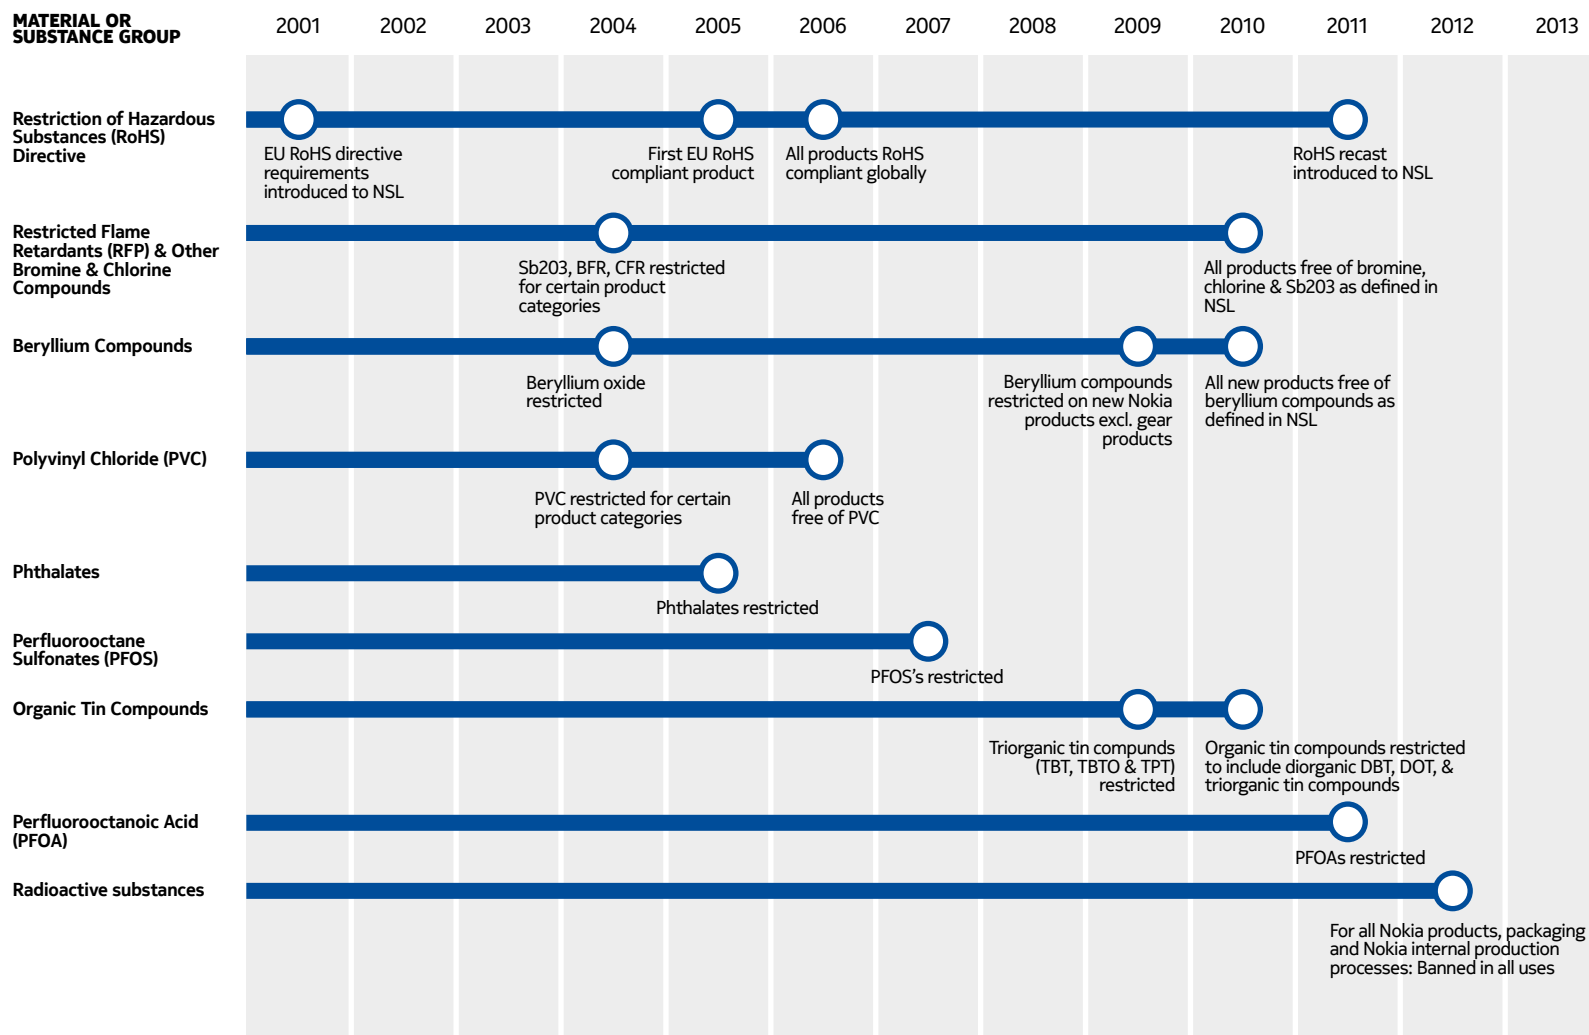 MATERIAL OR
SUBSTANCE GROUP
2001 2002 2003 2004 2005 2006 2007 2008 2009 2010 2011 2012 2013
Restriction of Hazardous
Substances (RoHS)
Directive
EU RoHS directive
requirements
introduced to NSL
First EU RoHS
compliant product
All products RoHS
compliant globally
RoHS recast
introduced to NSL
Restricted Flame
Retardants (RFP) & Other
Bromine & Chlorine
Compounds
Sb203, BFR, CFR restricted
for certain product
categories
All products free of bromine,
chlorine & Sb203 as defined in
NSL
Beryllium Compounds
Beryllium oxide
restricted
Beryllium compounds
restricted on new Nokia
products excl. gear
products
All new products free of
beryllium compounds as
defined in NSL
Polyvinyl Chloride (PVC)
PVC restricted for certain
product categories
All products
free of PVC
Phthalates
Phthalates restricted
Perfluorooctane
Sulfonates (PFOS)
PFOS's restricted
Organic Tin Compounds
Triorganic tin compunds
(TBT, TBTO & TPT)
restricted
Organic tin compounds restricted
to include diorganic DBT, DOT, &
triorganic tin compounds
Perfluorooctanoic Acid
(PFOA)
PFOAs restricted
Radioactive substances
For all Nokia products, packaging
and Nokia internal production
processes: Banned in all uses